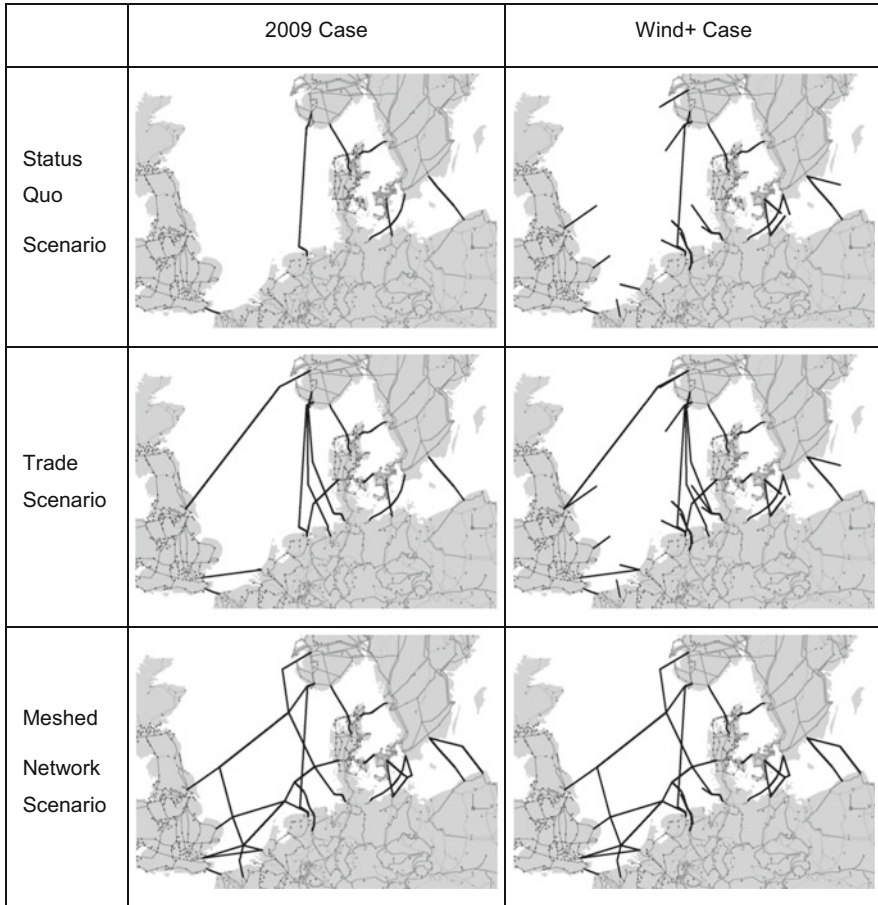 2009 Case
Wind+ Case
Status
Quo
Scenario
Trade
Scenario
Meshed
Network
Scenario